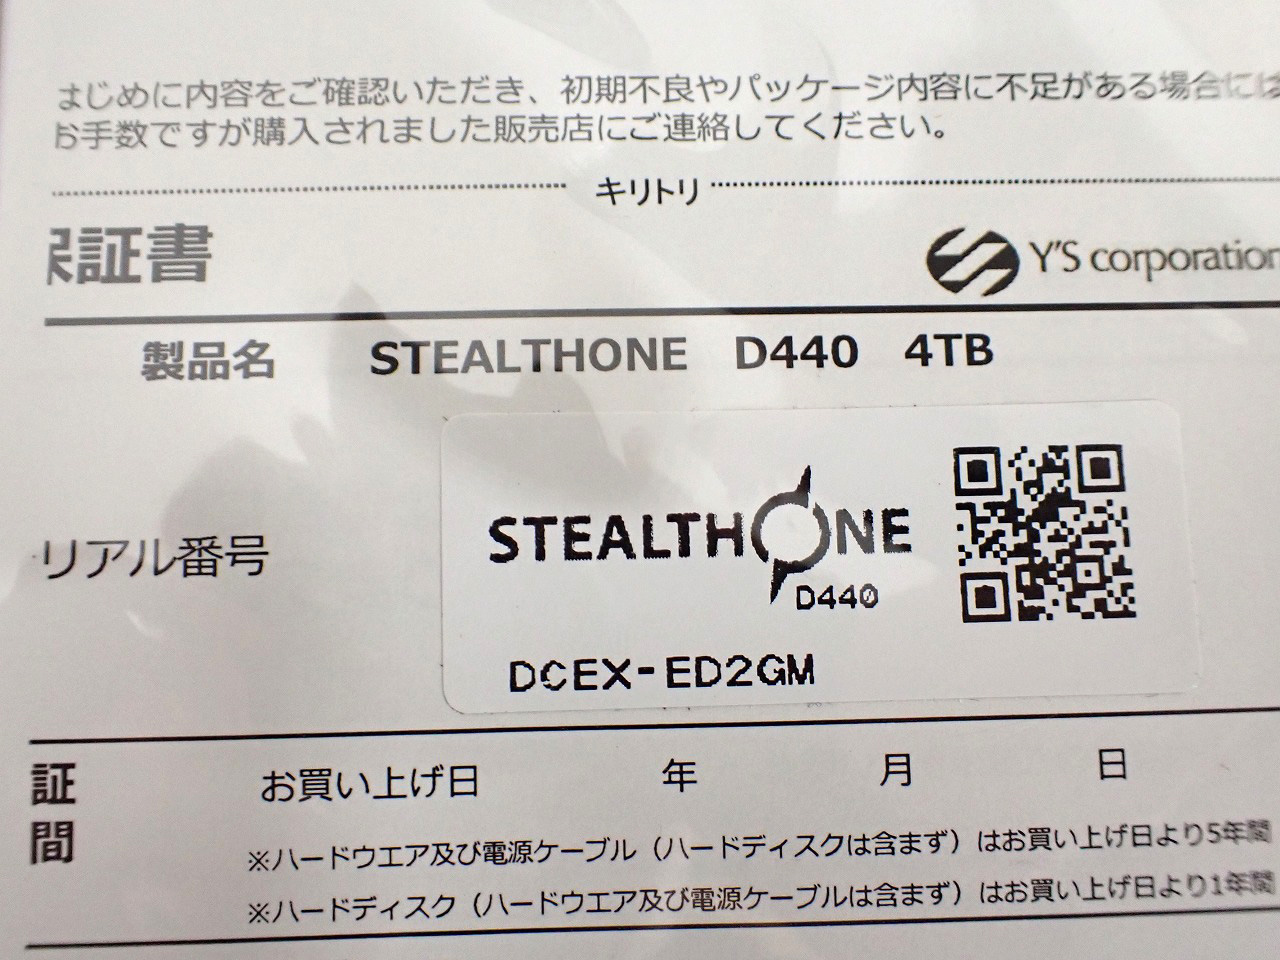 はじめに内容をご確認いただき、初期不良やパッケージ内容に不足がある場合には
お手数ですが購入されました販売店にご連絡してください。
キリトリ
保証書
Y'S corporation
製品名 STEALTHONE D440 4TB
リアル番号
STEALTHONE
D440
DCEX-ED2GM
証
間
お買い上げ日 年 月 日
※ハードウエア及び電源ケーブル（ハードディスクは含まず）はお買い上げ日より5年間
※ハードディスク（ハードウエア及び電源ケーブルは含まず）はお買い上げ日より1年間